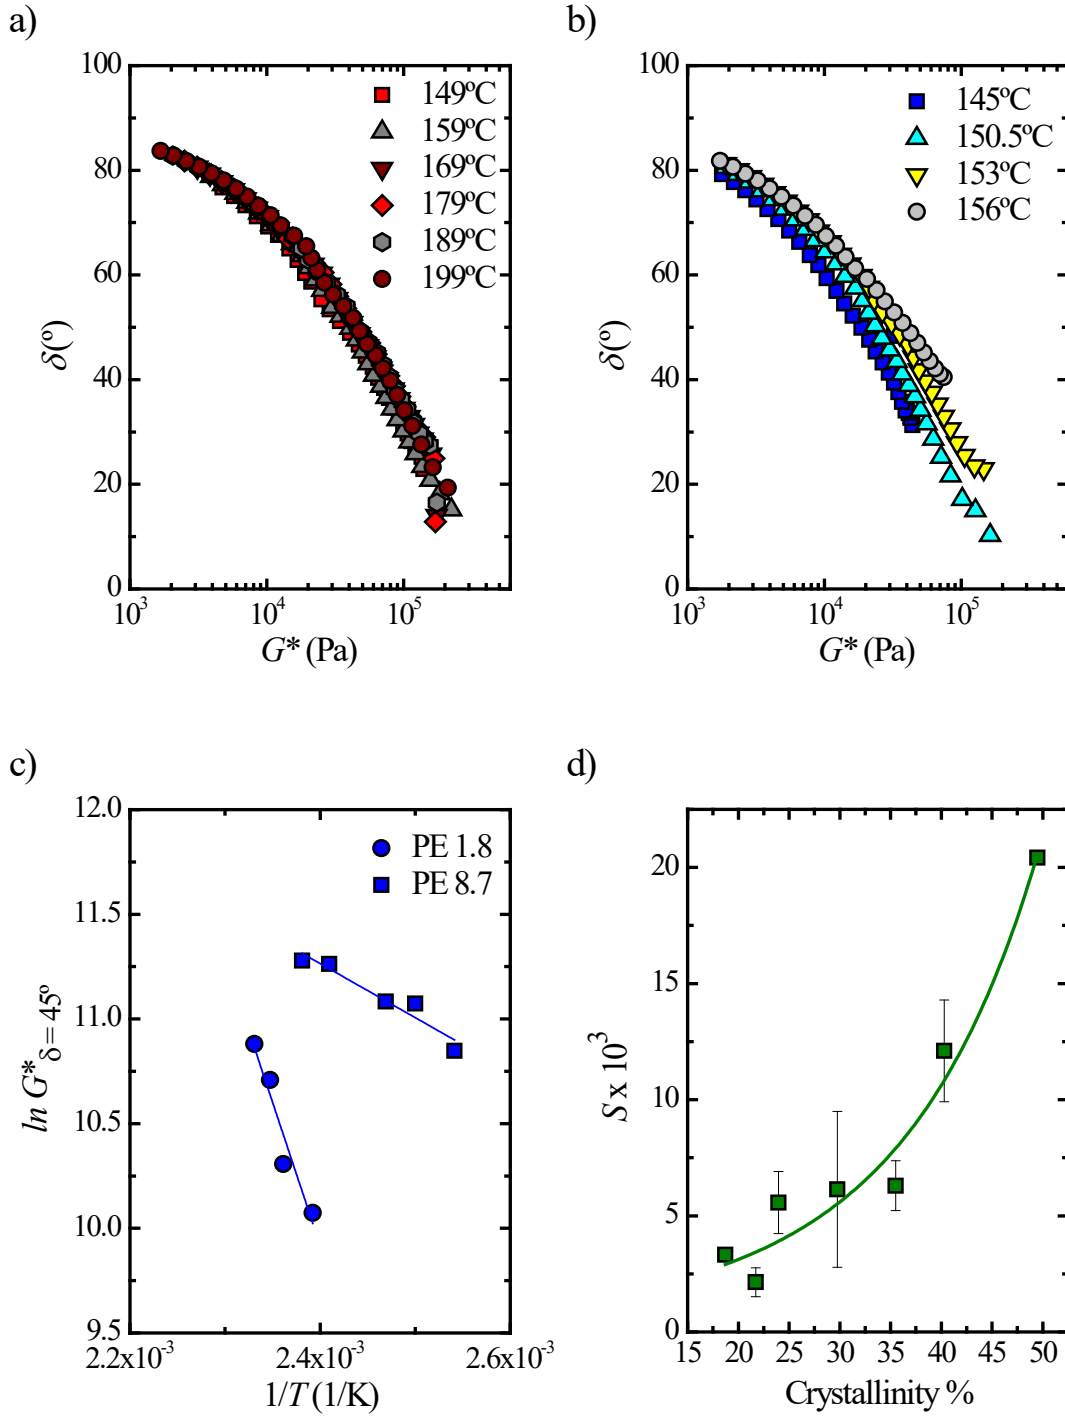 a)
100
80
60
40
20
0
δ(º)
149ºC
159ºC
169ºC
179ºC
189ºC
199ºC
10³
10⁴
10⁵
G* (Pa)
b)
100
80
60
40
20
0
δ(º)
145ºC
150.5ºC
153ºC
156ºC
10³
10⁴
10⁵
G* (Pa)
c)
12.0
11.5
11.0
10.5
10.0
9.5
ln G*δ = 45º
PE 1.8
PE 8.7
2.2x10⁻³
2.4x10⁻³
2.6x10⁻³
1/T (1/K)
d)
20
15
10
5
0
S x 10³
15 20 25 30 35 40 45 50
Crystallinity %